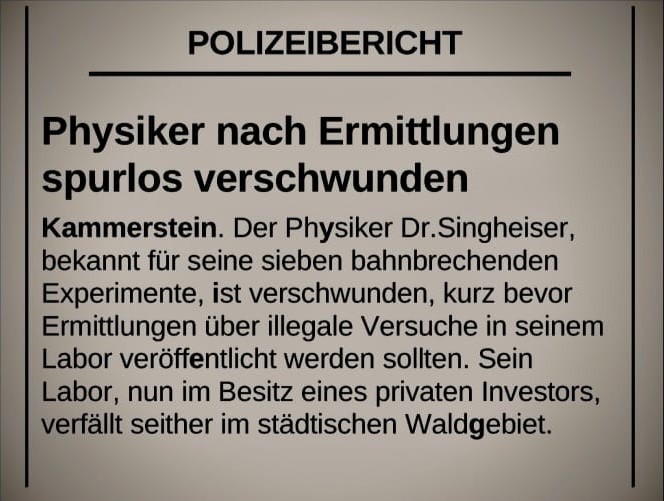 POLIZEIBERICHT
Physiker nach Ermittlungen
spurlos verschwunden
Kammerstein. Der Physiker Dr.Singheiser,
bekannt für seine sieben bahnbrechenden
Experimente, ist verschwunden, kurz bevor
Ermittlungen über illegale Versuche in seinem
Labor veröffentlicht werden sollten. Sein
Labor, nun im Besitz eines privaten Investors,
verfällt seither im städtischen Waldgebiet.